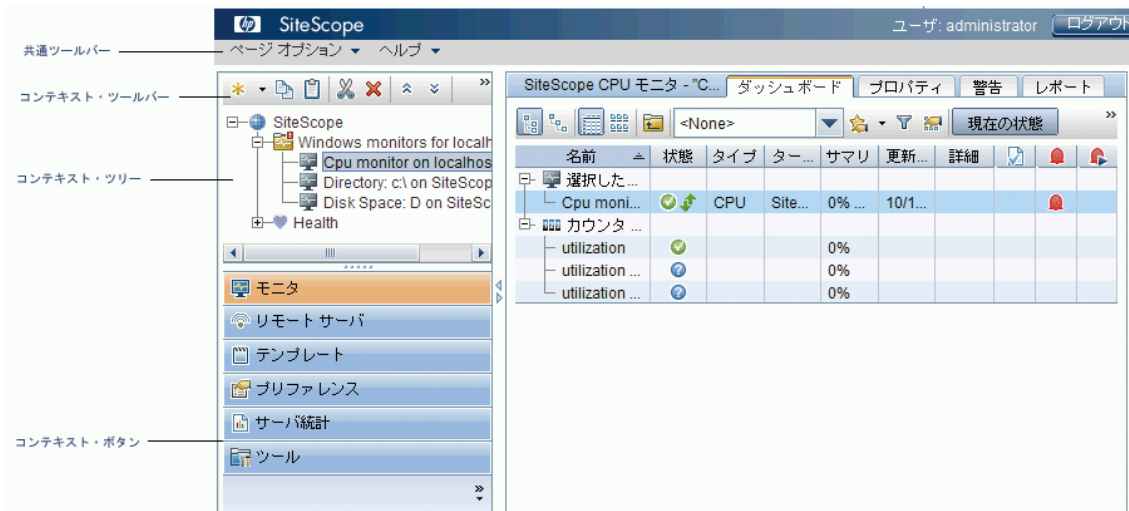 hp SiteScope
ユーザ: administrator ログアウト
共通ツールバー
ページ オプション ヘルプ
コンテキスト・ツールバー
»
SiteScope
Windows monitors for localh
Cpu monitor on localhos
Directory: c:\ on SiteScop
Disk Space: D on SiteSc
Health
コンテキスト・ツリー
モニタ
リモート サーバ
テンプレート
プリファレンス
サーバ統計
ツール
»
コンテキスト・ボタン
SiteScope CPU モニタ - "C... ダッシュボード プロパティ 警告 レポート
<None> 現在の状態 »
名前 状態 タイプ ター... サマリ 更新... 詳細
選択した...
Cpu moni... CPU Site... 0% ... 10/1...
カウンタ ...
utilization 0%
utilization ... 0%
utilization ... 0%